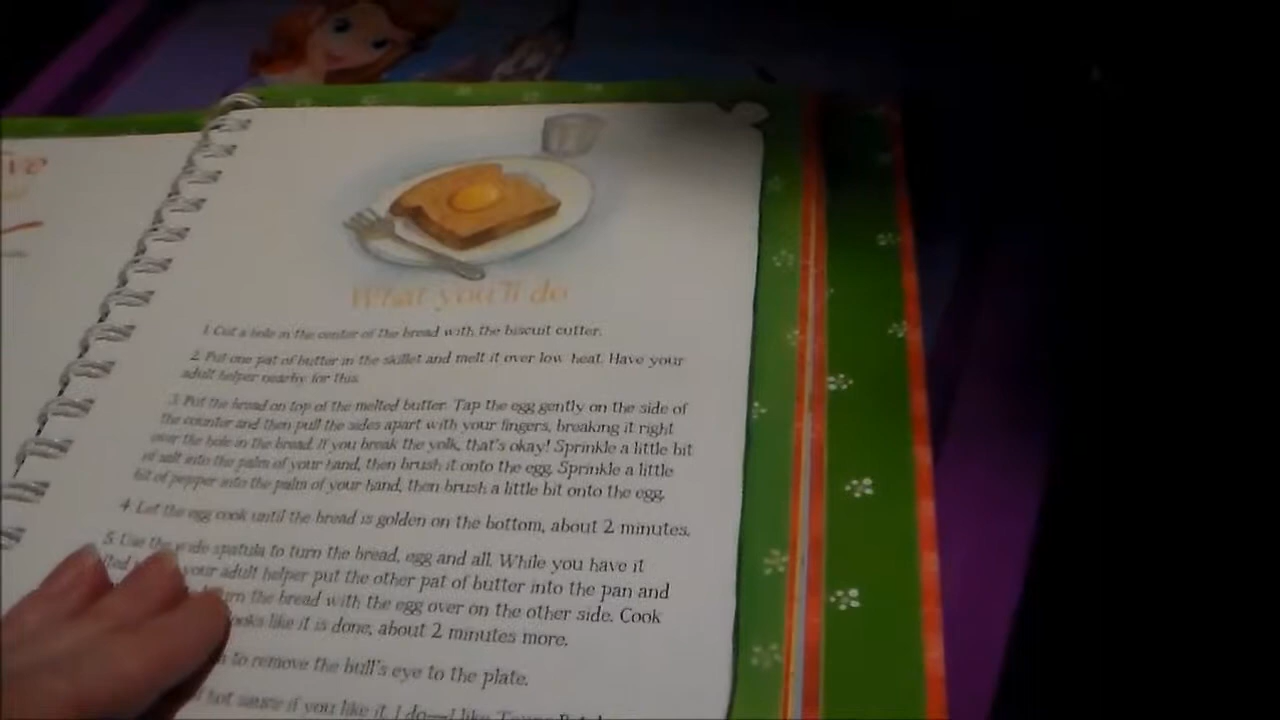 What you'll do
1. Cut a hole in the center of the bread with the biscuit cutter.
2. Put one pat of butter in the skillet and melt it over low heat. Have your
adult helper nearby for this.
3. Put the bread on top of the melted butter. Tap the egg gently on the side of
the counter and then pull the sides apart with your fingers, breaking it right
over the hole in the bread. If you break the yolk, that's okay! Sprinkle a little bit
of salt into the palm of your hand, then brush it onto the egg. Sprinkle a little
bit of pepper into the palm of your hand, then brush a little bit onto the egg.
4. Let the egg cook until the bread is golden on the bottom, about 2 minutes.
5. Use the wide spatula to turn the bread, egg and all. While you have it
your adult helper put the other pat of butter into the pan and
turn the bread with the egg over on the other side. Cook
looks like it is done, about 2 minutes more.
to remove the bull's eye to the plate.
hot sauce if you like it. I do—I like